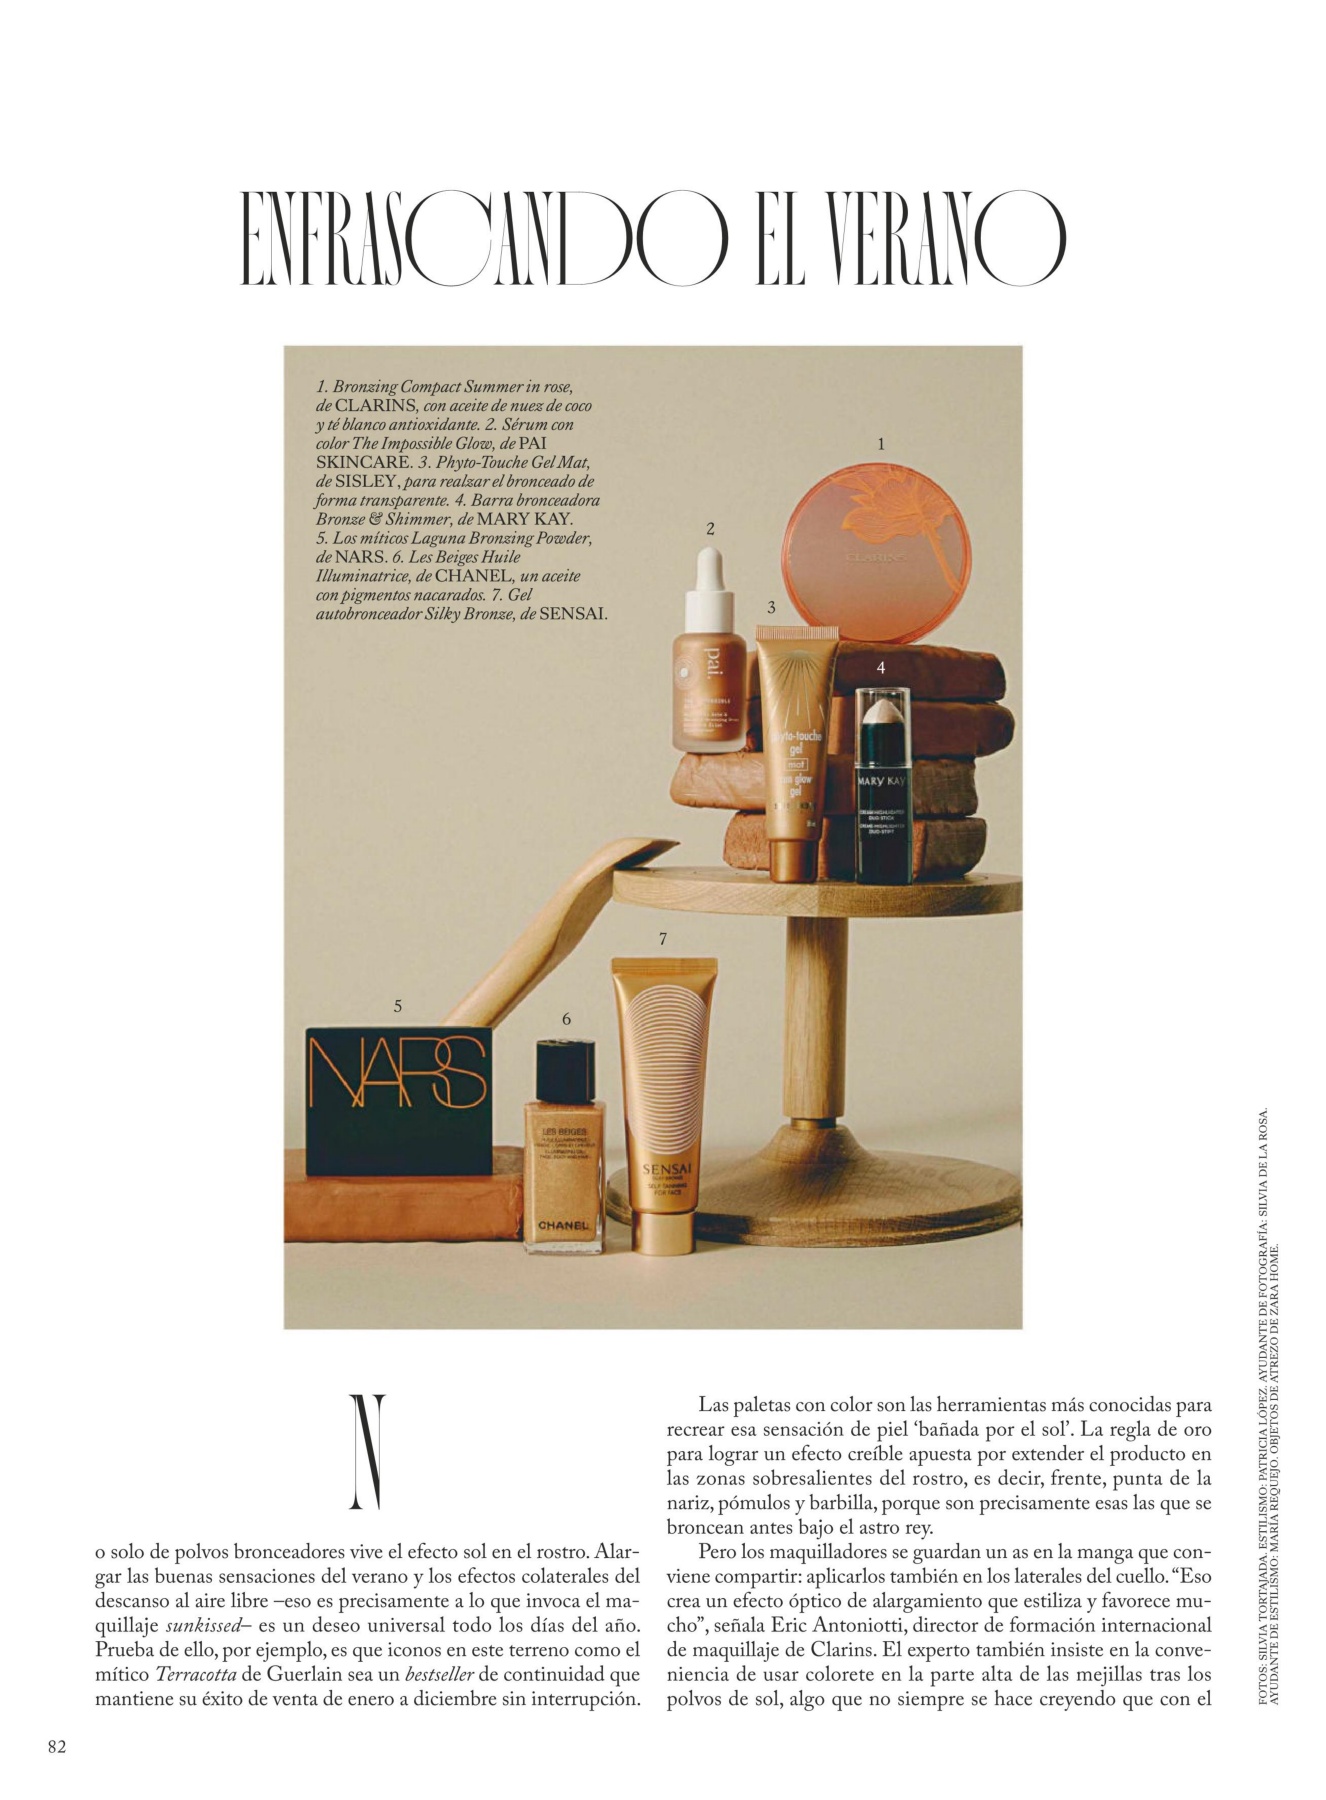 ENFRASCANDO EL VERANO
1. Bronzing Compact Summer in rose,
de CLARINS, con aceite de nuez de coco
y té blanco antioxidante. 2. Sérum con
color The Impossible Glow, de PAI
SKINCARE. 3. Phyto-Touche Gel Mat,
de SISLEY, para realzar el bronceado de
forma transparente. 4. Barra bronceadora
Bronze & Shimmer, de MARY KAY.
5. Los míticos Laguna Bronzing Powder,
de NARS. 6. Les Beiges Huile
Illuminatrice, de CHANEL, un aceite
con pigmentos nacarados. 7. Gel
autobronceador Silky Bronze, de SENSAI.
1
CLARINS
2
pai.
3
phyto-touche
gel
mat
sun glow
gel
4
MARY KAY
CREAM HIGHLIGHTER
DUO-STICK
5
NARS
6
LES BEIGES
CHANEL
7
SENSAI
SILKY BRONZE
SELF TANNING
FOR FACE
N
o solo de polvos bronceadores vive el efecto sol en el rostro. Alar-
gar las buenas sensaciones del verano y los efectos colaterales del
descanso al aire libre –eso es precisamente a lo que invoca el ma-
quillaje sunkissed– es un deseo universal todo los días del año.
Prueba de ello, por ejemplo, es que iconos en este terreno como el
mítico Terracotta de Guerlain sea un bestseller de continuidad que
mantiene su éxito de venta de enero a diciembre sin interrupción.
Las paletas con color son las herramientas más conocidas para
recrear esa sensación de piel ‘bañada por el sol’. La regla de oro
para lograr un efecto creíble apuesta por extender el producto en
las zonas sobresalientes del rostro, es decir, frente, punta de la
nariz, pómulos y barbilla, porque son precisamente esas las que se
broncean antes bajo el astro rey.
Pero los maquilladores se guardan un as en la manga que con-
viene compartir: aplicarlos también en los laterales del cuello. “Eso
crea un efecto óptico de alargamiento que estiliza y favorece mu-
cho”, señala Eric Antoniotti, director de formación internacional
de maquillaje de Clarins. El experto también insiste en la conve-
niencia de usar colorete en la parte alta de las mejillas tras los
polvos de sol, algo que no siempre se hace creyendo que con el
FOTOS: SILVIA TORTAJADA. ESTILISMO: PATRICIA LÓPEZ. AYUDANTE DE FOTOGRAFÍA: SILVIA DE LA ROSA.
AYUDANTE DE ESTILISMO: MARÍA REQUEJO. OBJETOS DE ATREZO DE ZARA HOME.
82